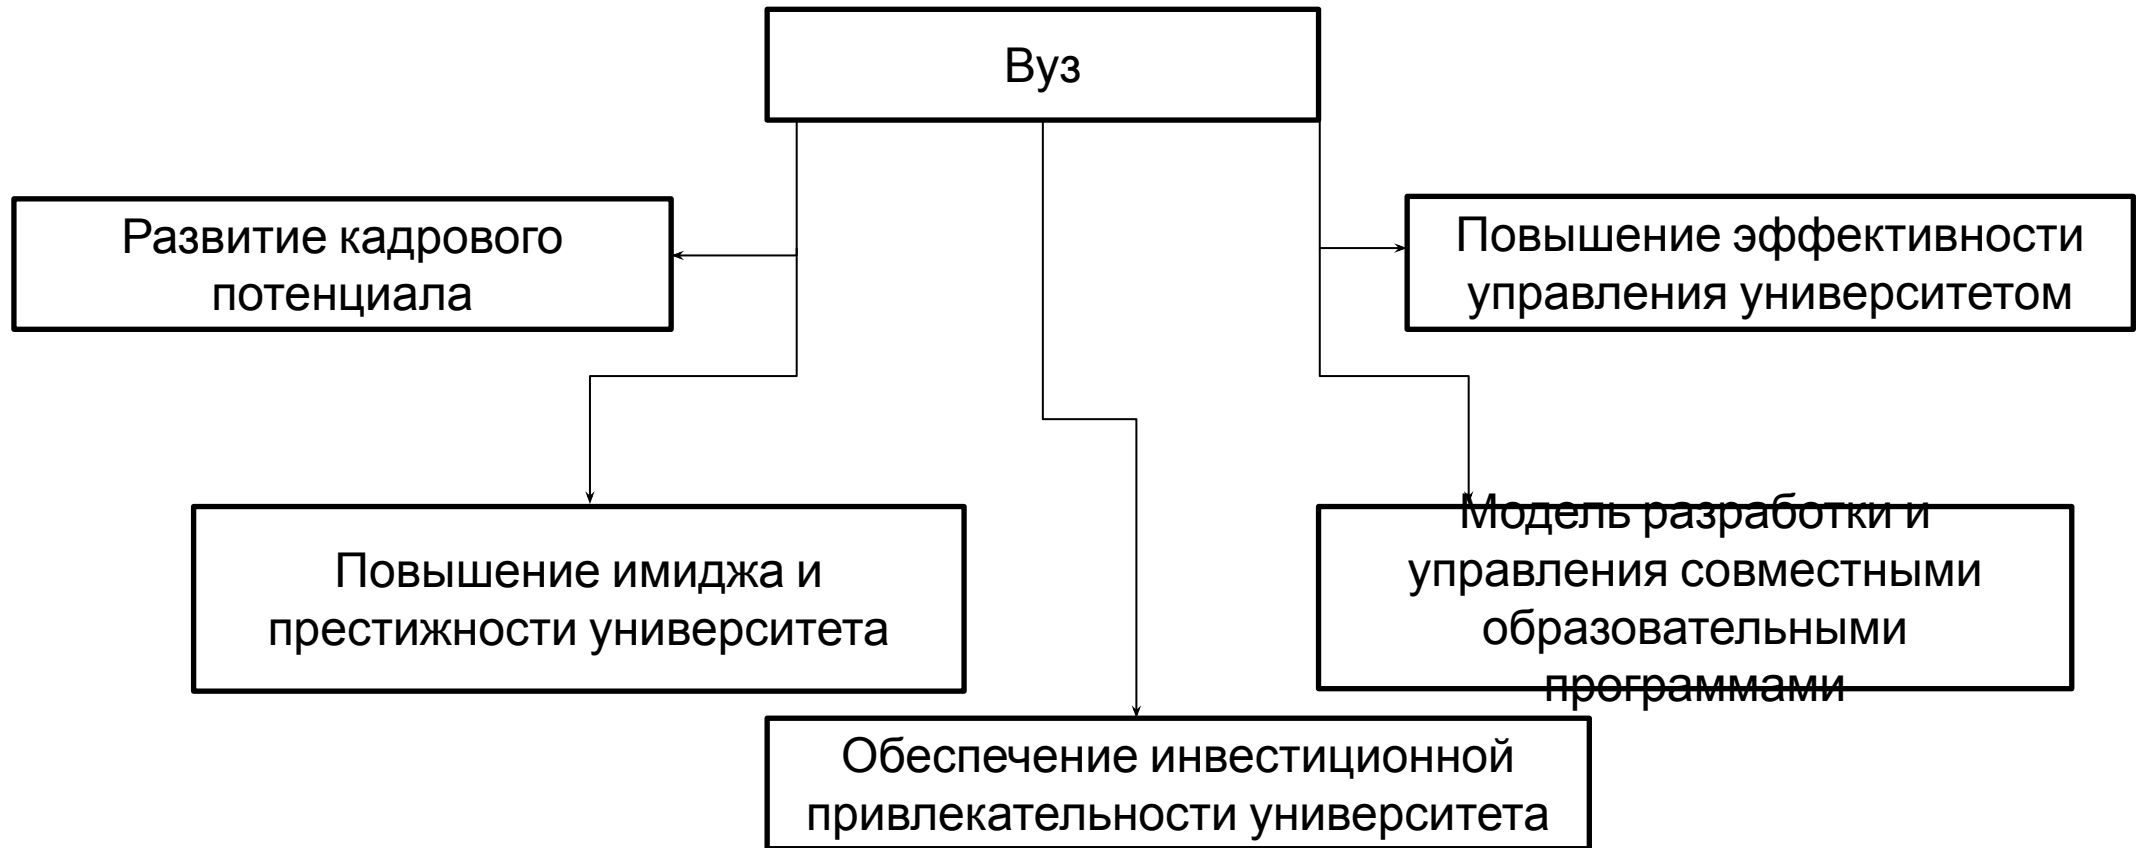 Вуз
Развитие кадрового
потенциала
Повышение эффективности
управления университетом
Повышение имиджа и
престижности университета
Модель разработки и
управления совместными
образовательными
программами
Обеспечение инвестиционной
привлекательности университета